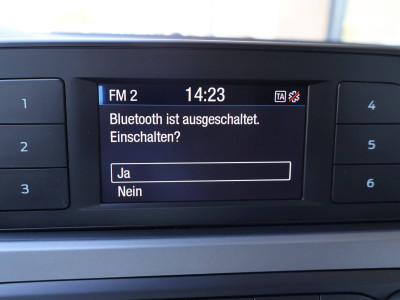 FM 2 14:23 TA
Bluetooth ist ausgeschaltet.
Einschalten?
Ja
Nein
1
2
3
4
5
6